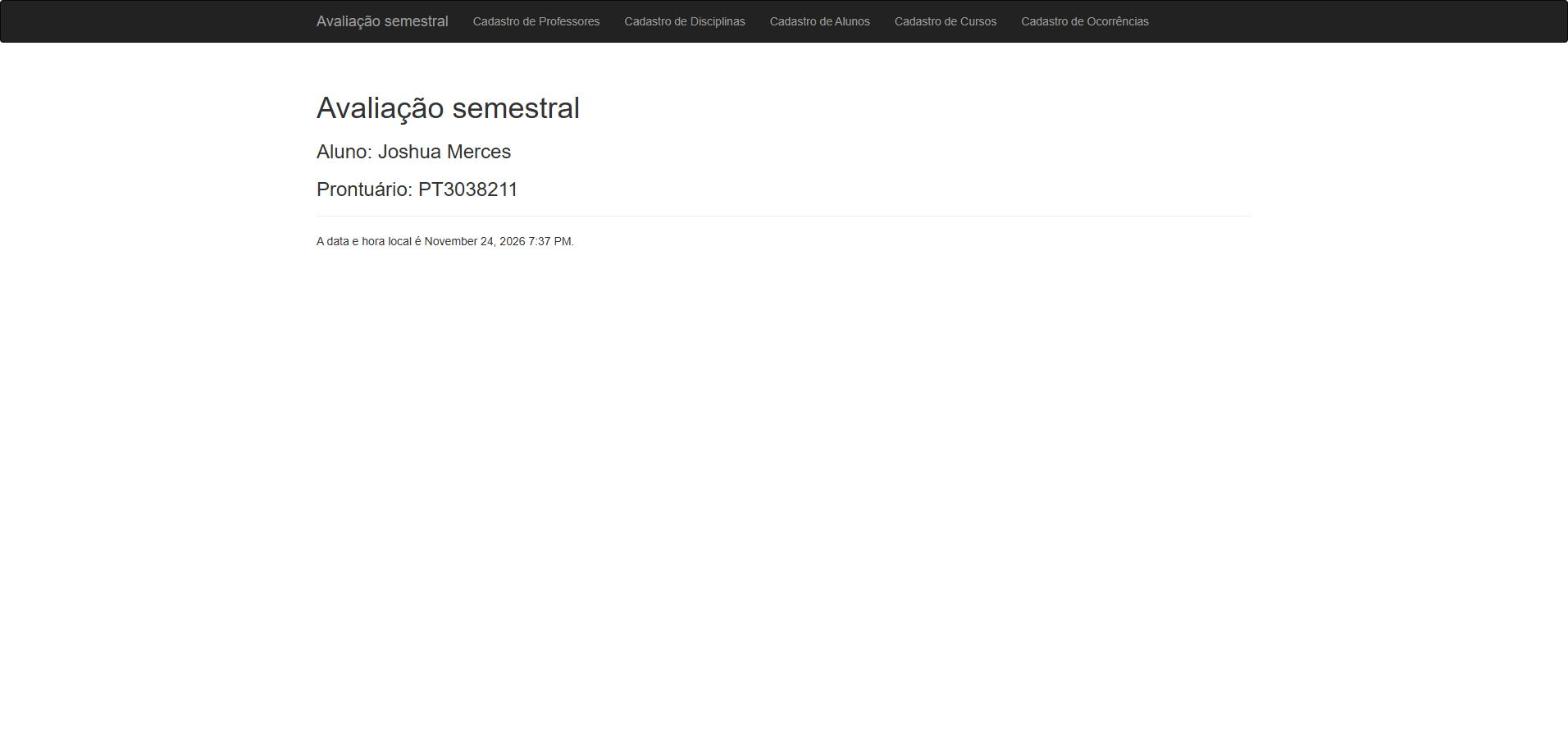 Avaliação semestral Cadastro de Professores Cadastro de Disciplinas Cadastro de Alunos Cadastro de Cursos Cadastro de Ocorrências
Avaliação semestral
Aluno: Joshua Merces
Prontuário: PT3038211
A data e hora local é November 24, 2026 7:37 PM.